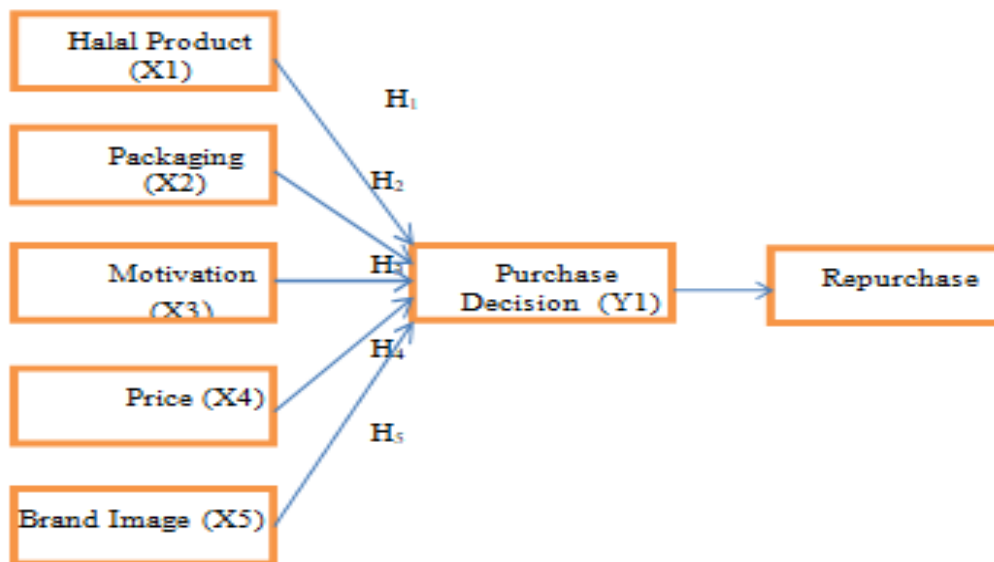 Halal Product
(X1)
H₁
Packaging
(X2)
H₂
Motivation
(X3)
H₃
Purchase
Decision (Y1)
Repurchase
Price (X4)
H₄
Brand Image (X5)
H₅